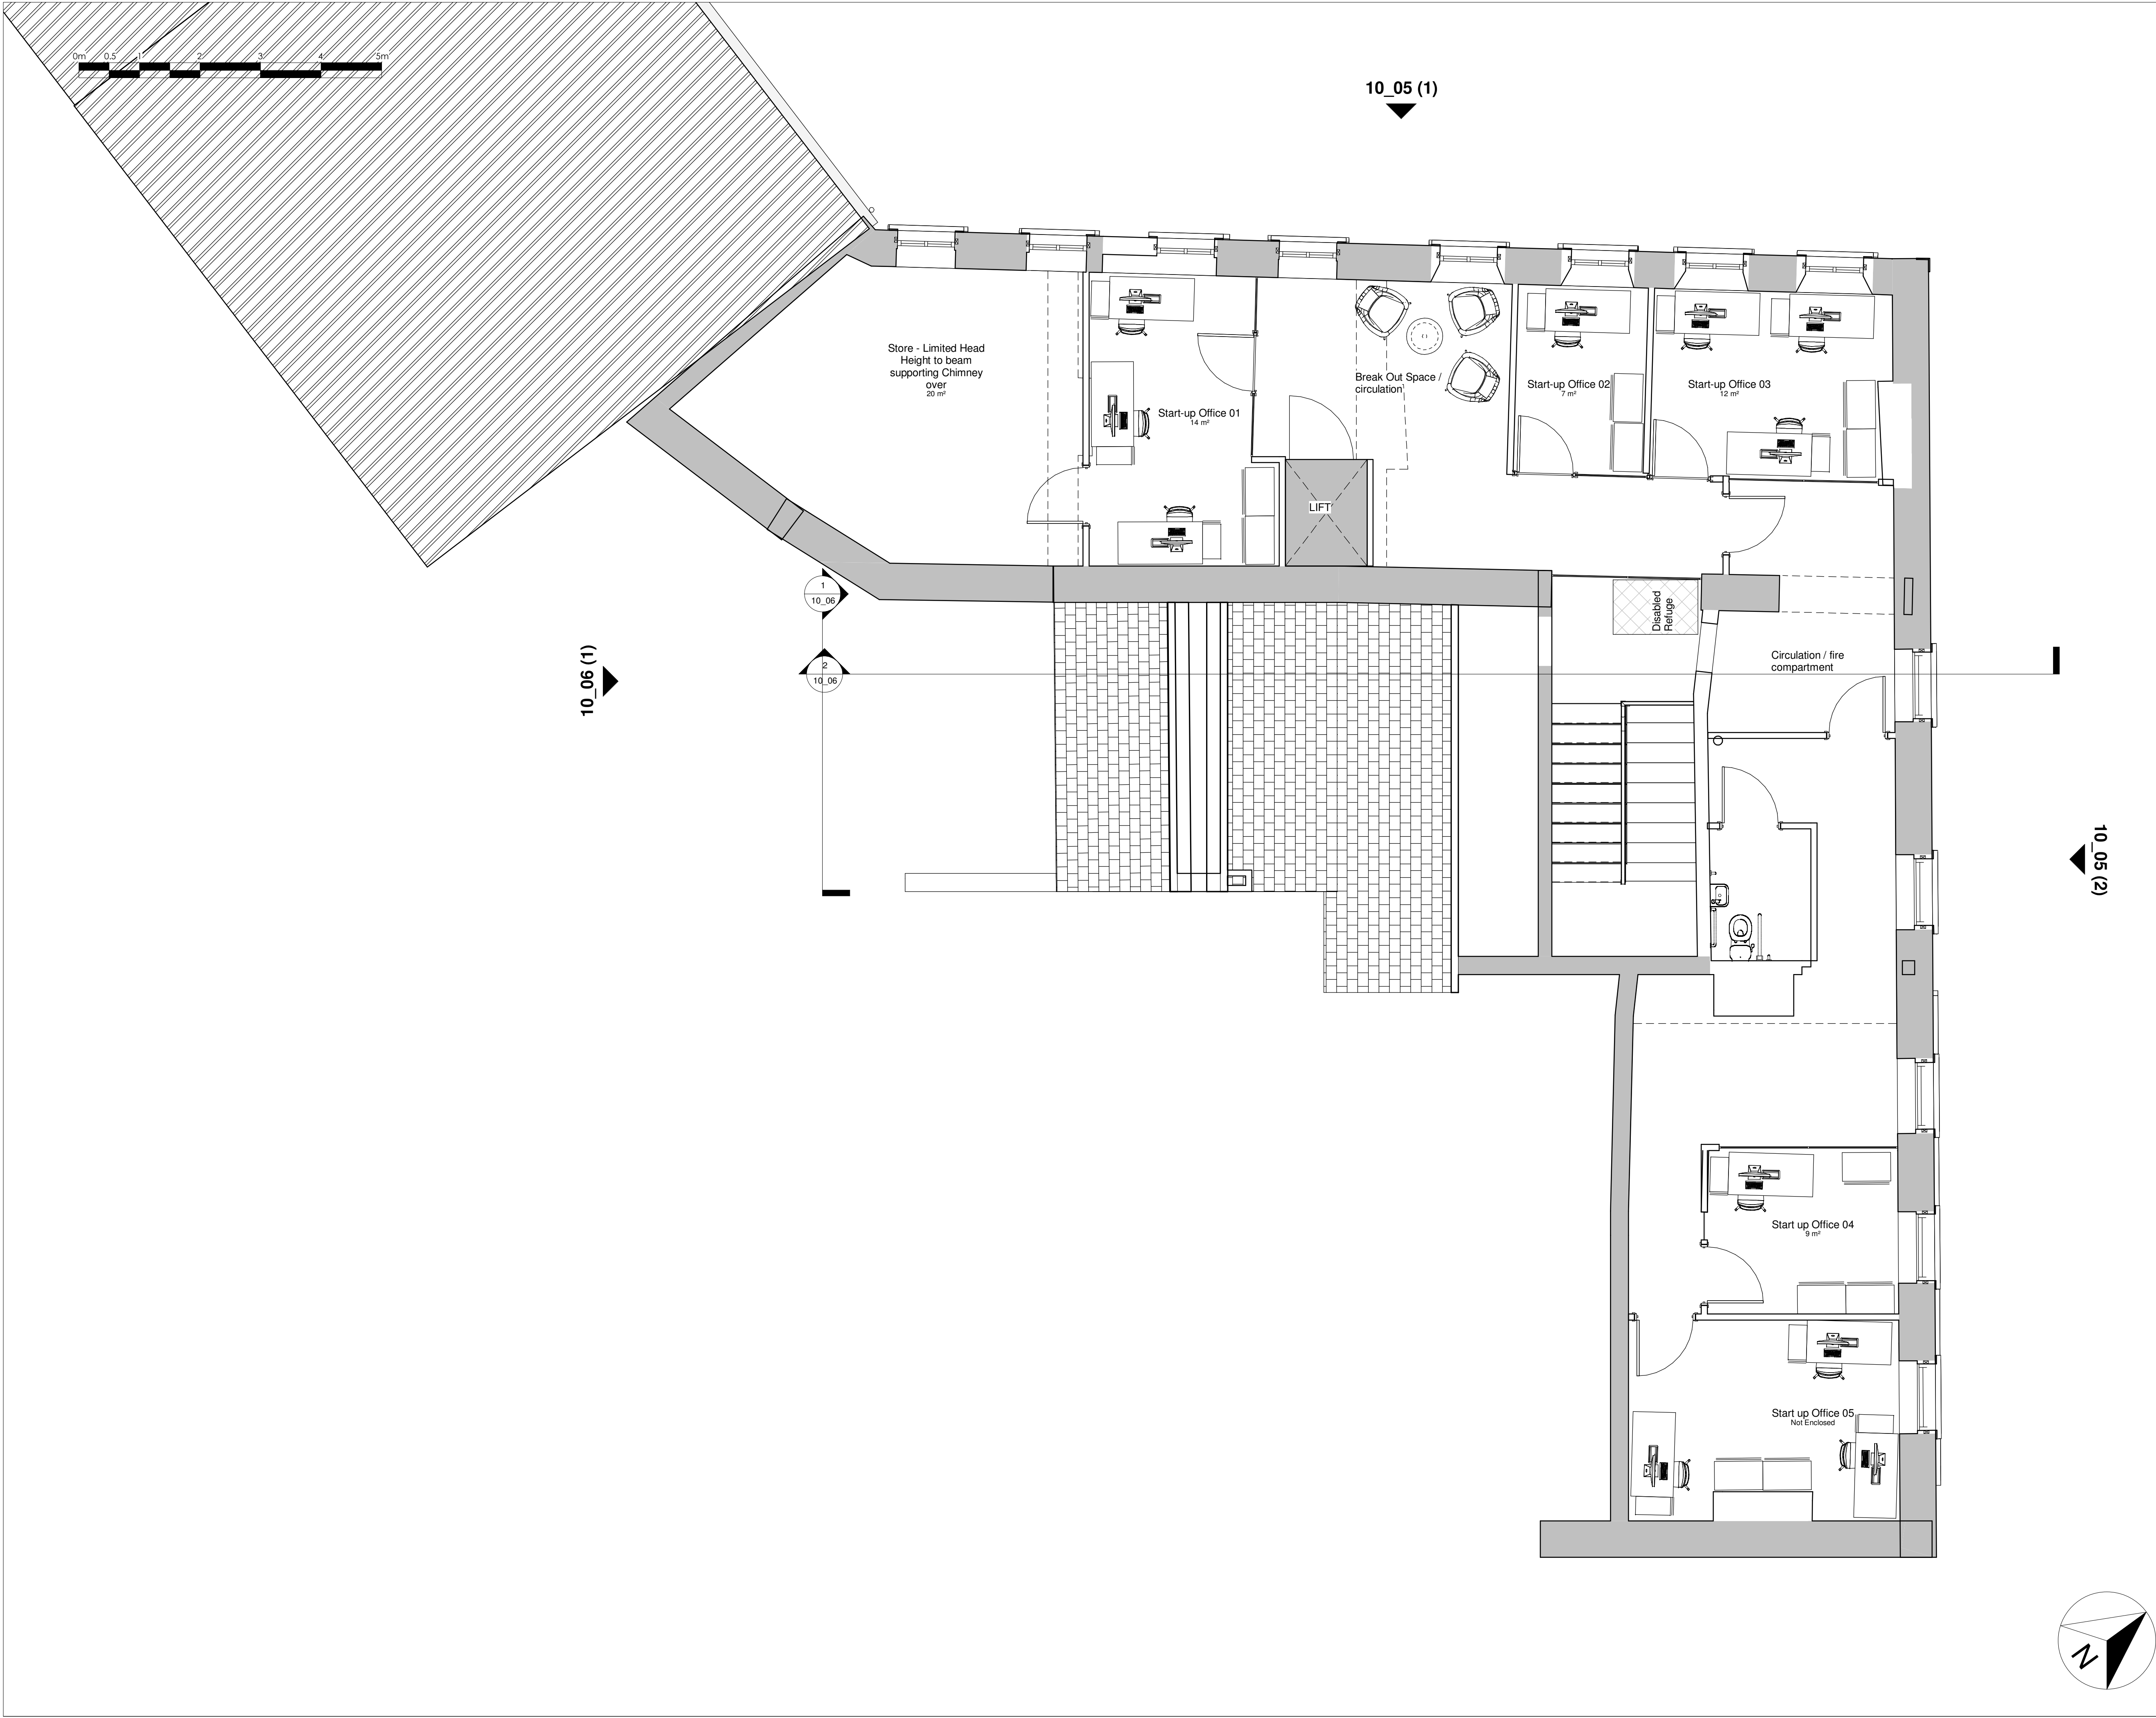 0m 0.5 1 2 3 4 5m
10_05 (1)
Store - Limited Head
Height to beam
supporting Chimney
over
20 m²
Start-up Office 01
14 m²
Break Out Space /
circulation
Start-up Office 02
7 m²
Start-up Office 03
12 m²
LIFT
1
10_06
2
10_06
10_06 (1)
Disabled
Refuge
Circulation / fire
compartment
10_05 (2)
Start up Office 04
9 m²
Start up Office 05
Not Enclosed
N